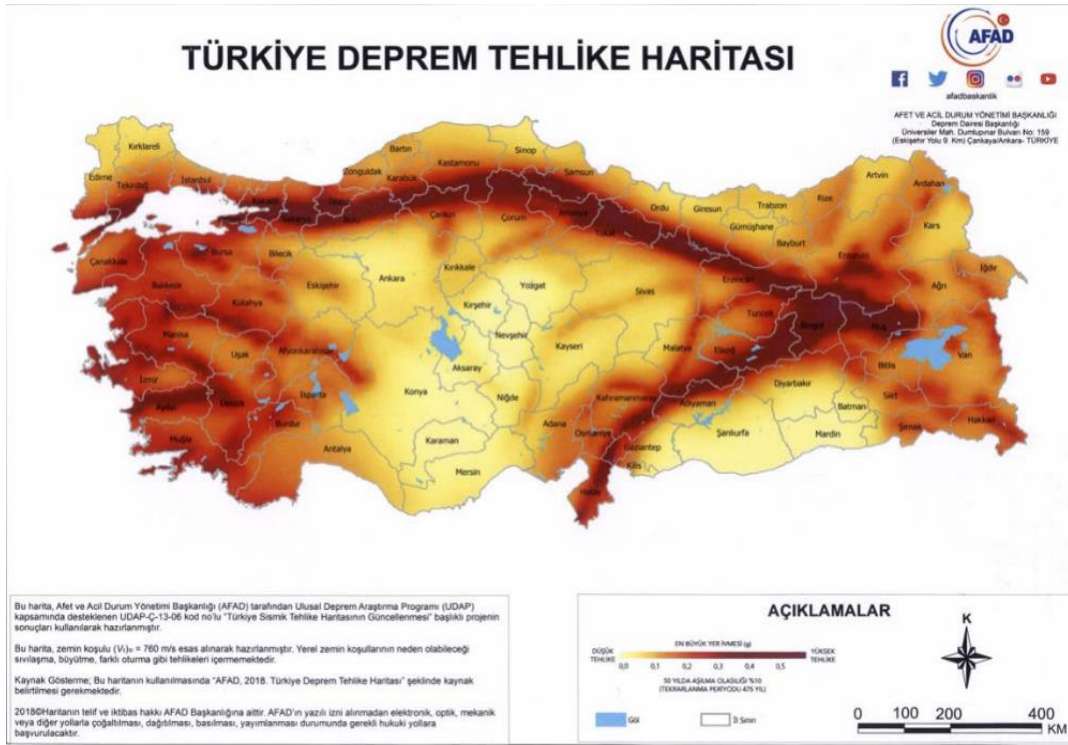 TÜRKİYE DEPREM TEHLİKE HARİTASI
AFAD
afadbaskanlik
AFET VE ACİL DURUM YÖNETİMİ BAŞKANLIĞI
Deprem Dairesi Başkanlığı
Üniversiler Mah. Dumlupınar Bulvarı No: 159
(Eskişehir Yolu 9. Km) Çankaya/Ankara- TÜRKİYE
Kırklareli
Edirne
Tekirdağ
İstanbul
Bartın
Zonguldak
Karabük
Kastamonu
Sinop
Samsun
Ordu
Giresun
Trabzon
Rize
Artvin
Ardahan
Kars
Gümüşhane
Bayburt
Erzurum
Iğdır
Ağrı
Kocaeli
Sakarya
Bolu
Çankırı
Çorum
Amasya
Tokat
Çanakkale
Bursa
Bilecik
Balıkesir
Kütahya
Eskişehir
Ankara
Kırıkkale
Kırşehir
Yozgat
Sivas
Erzincan
Tunceli
Bingöl
Muş
Van
Bitlis
Manisa
Uşak
Afyonkarahisar
Nevşehir
Kayseri
Malatya
Elazığ
Diyarbakır
Batman
Siirt
Şırnak
Hakkari
İzmir
Aydın
Denizli
Isparta
Burdur
Konya
Aksaray
Niğde
Kahramanmaraş
Adıyaman
Şanlıurfa
Mardin
Muğla
Antalya
Karaman
Mersin
Adana
Osmaniye
Gaziantep
Kilis
Hatay
Bu harita, Afet ve Acil Durum Yönetimi Başkanlığı (AFAD) tarafından Ulusal Deprem Araştırma Programı (UDAP)
kapsamında desteklenen UDAP-Ç-13-06 kod no'lu "Türkiye Sismik Tehlike Haritasının Güncellenmesi" başlıklı projenin
sonuçları kullanılarak hazırlanmıştır.
Bu harita, zemin koşulu (Vₛ)₃₀ = 760 m/s esas alınarak hazırlanmıştır. Yerel zemin koşullarının neden olabileceği
sıvılaşma, büyütme, farklı oturma gibi tehlikeleri içermemektedir.
Kaynak Gösterme; Bu haritanın kullanılmasında "AFAD, 2018. Türkiye Deprem Tehlike Haritası" şeklinde kaynak
belirtilmesi gerekmektedir.
2018©Haritanın telif ve iktibas hakkı AFAD Başkanlığına aittir. AFAD'ın yazılı izni alınmadan elektronik, optik, mekanik
veya diğer yollarla çoğaltılması, dağıtılması, basılması, yayımlanması durumunda gerekli hukuki yollara
başvurulacaktır.
AÇIKLAMALAR
EN BÜYÜK YER İVMESİ (g)
DÜŞÜK TEHLİKE
YÜKSEK TEHLİKE
0,0 0,1 0,2 0,3 0,4 0,5
50 YILDA AŞILMA OLASILIĞI %10
(TEKRARLANMA PERİYODU 475 YIL)
Göl
İl Sınırı
K
0 100 200 400
KM